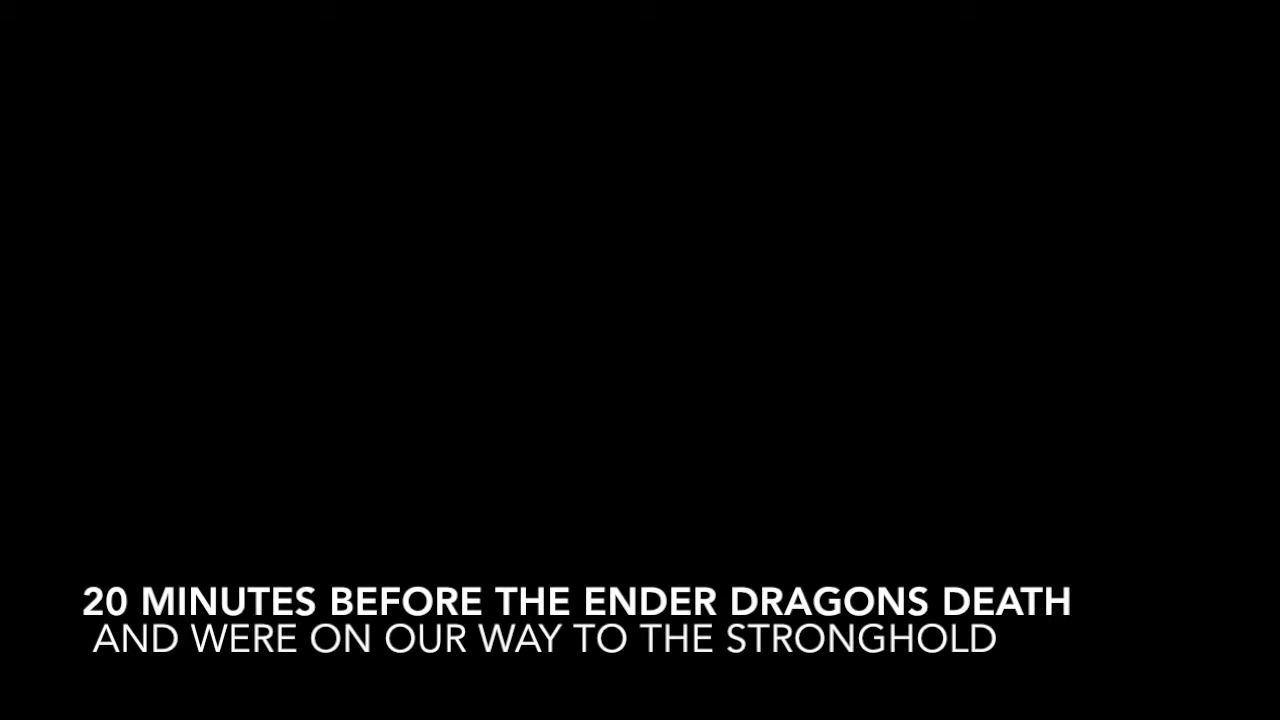 20 MINUTES BEFORE THE ENDER DRAGONS DEATH
AND WERE ON OUR WAY TO THE STRONGHOLD